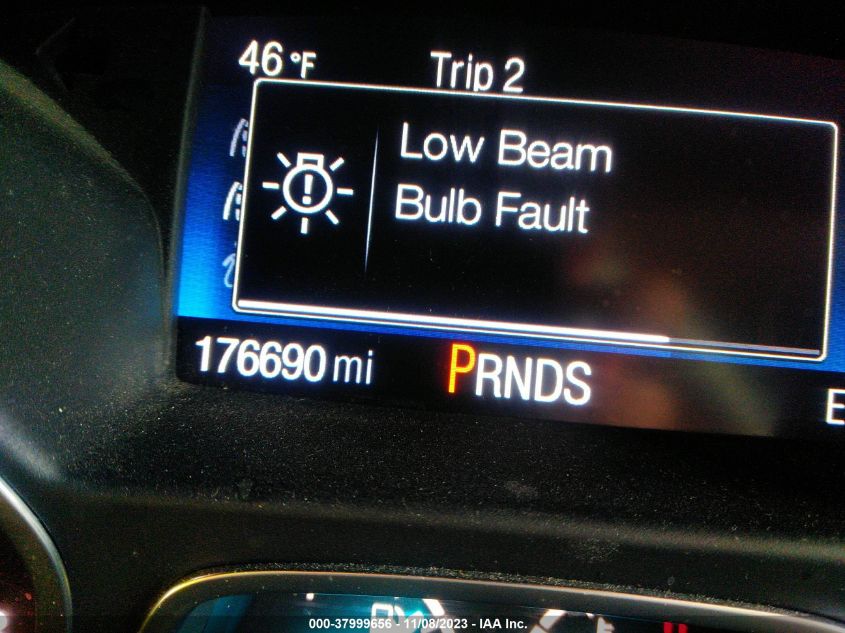 46 °F Trip 2
Low Beam
Bulb Fault
176690 mi PRNDS E
000-37999656 - 11/08/2023 - IAA Inc.